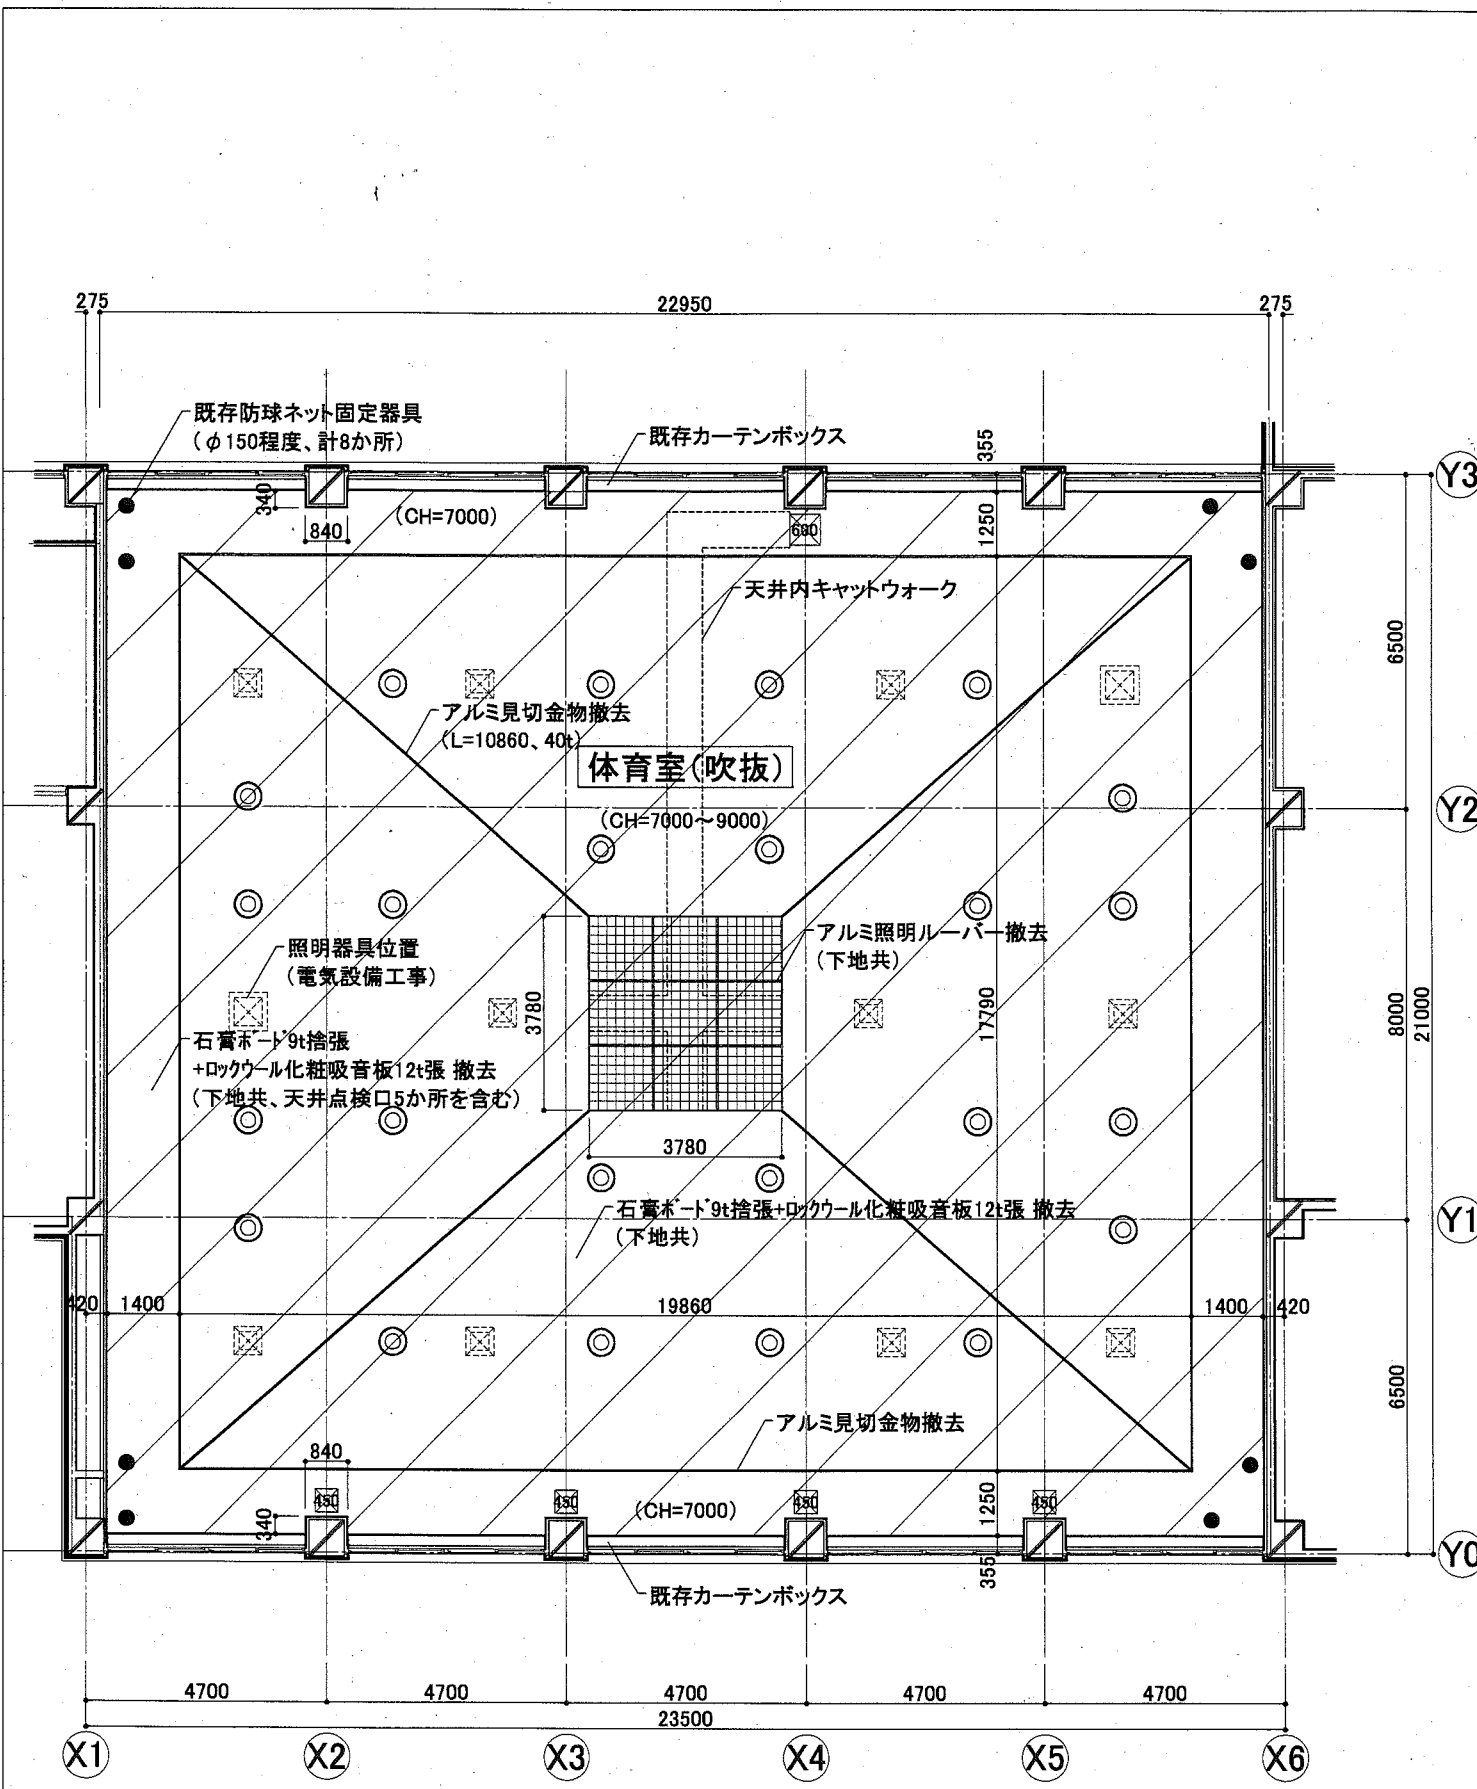 275
22950
275
既存防球ネット固定器具
(φ150程度、計8か所)
既存カーテンボックス
355
Y3
340
840
(CH=7000)
680
1250
天井内キャットウォーク
6500
アルミ見切金物撤去
(L=10860、40t)
体育室(吹抜)
(CH=7000～9000)
Y2
照明器具位置
(電気設備工事)
アルミ照明ルーバー撤去
(下地共)
3780
17790
8000
21000
石膏ボード9t捨張
+ロックウール化粧吸音板12t張 撤去
(下地共、天井点検口5か所を含む)
3780
石膏ボード9t捨張+ロックウール化粧吸音板12t張 撤去
(下地共)
Y1
420
1400
19860
1400
420
6500
アルミ見切金物撤去
840
450
450
450
450
340
(CH=7000)
1250
355
Y0
既存カーテンボックス
4700
4700
4700
4700
4700
23500
X1
X2
X3
X4
X5
X6